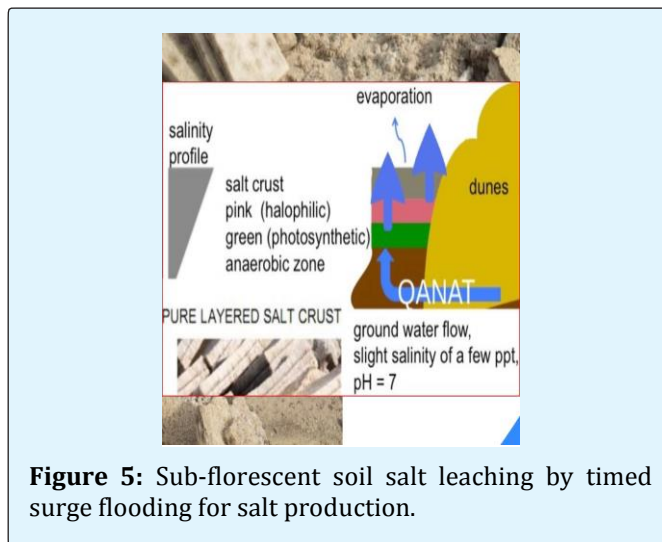 evaporation
salinity
profile
salt crust
pink (halophilic)
green (photosynthetic)
anaerobic zone
dunes
QANAT
PURE LAYERED SALT CRUST
ground water flow,
slight salinity of a few ppt,
pH = 7
Figure 5: Sub-florescent soil salt leaching by timed
surge flooding for salt production.